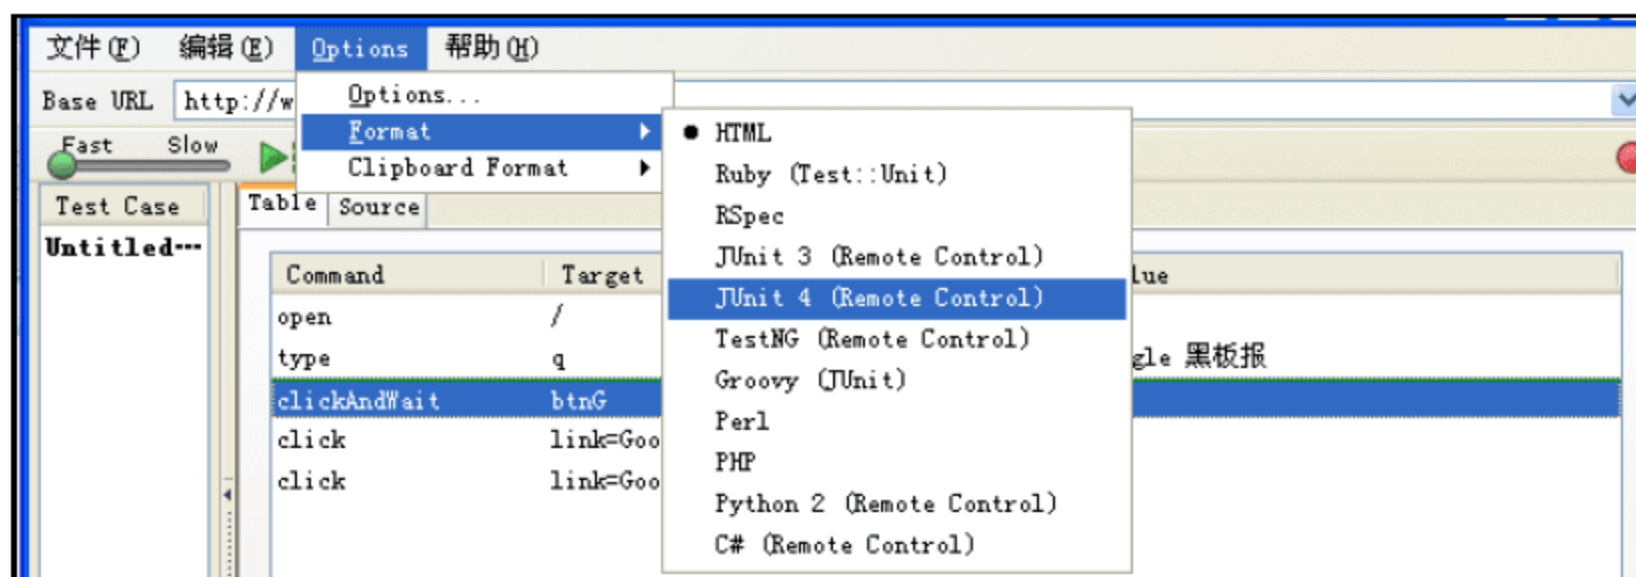 文件(F) 编辑(E) Options 帮助(H)
Base URL http://w
Options...
Format
Clipboard Format
Fast Slow
HTML
Ruby (Test::Unit)
RSpec
JUnit 3 (Remote Control)
JUnit 4 (Remote Control)
TestNG (Remote Control)
Groovy (JUnit)
Perl
PHP
Python 2 (Remote Control)
C# (Remote Control)
Test Case
Untitled...
Table Source
Command Target lue
open /
type q gle 黑板报
clickAndWait btnG
click link=Goo
click link=Goo